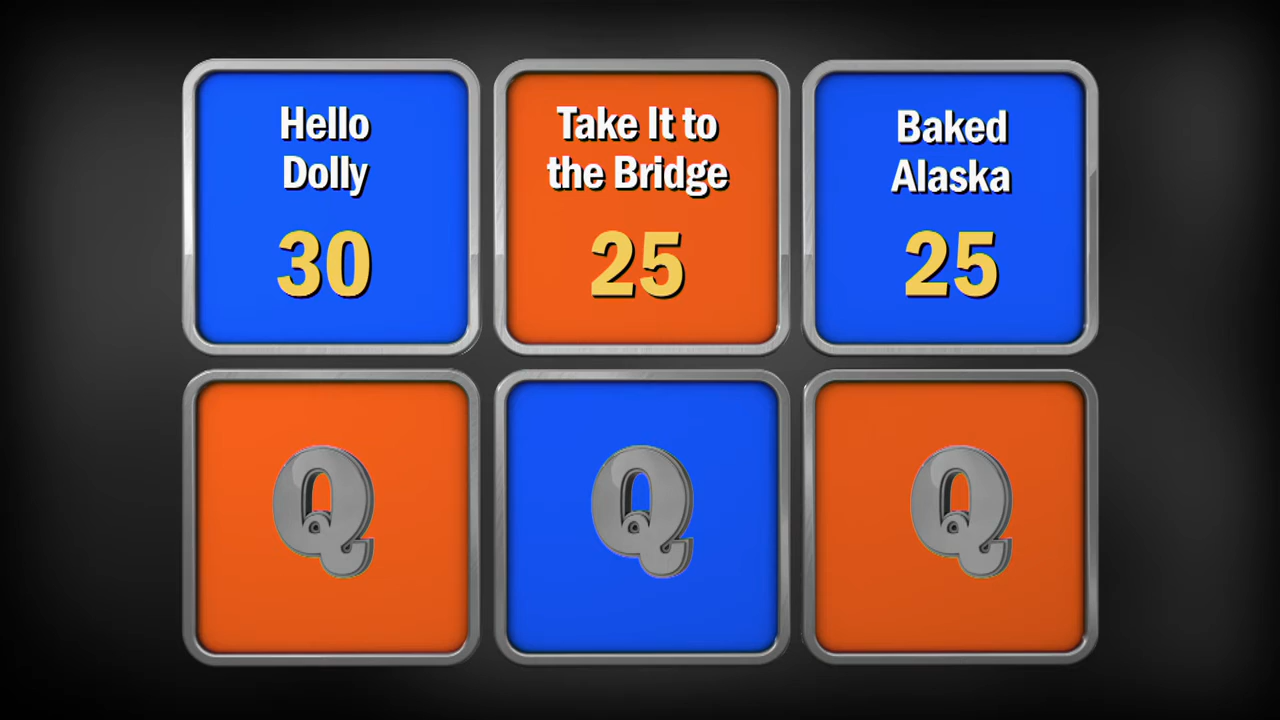 Hello
Dolly
30
Take It to
the Bridge
25
Baked
Alaska
25
Q
Q
Q